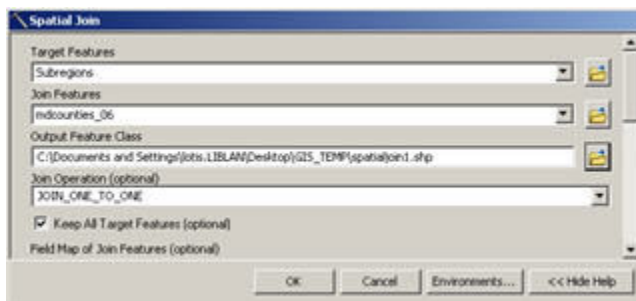 Spatial Join
Target Features
Subregions
Join Features
mdcounties_06
Output Feature Class
C:\Documents and Settings\lotis.LIBLAN\Desktop\GIS_TEMP\spatialjoin1.shp
Join Operation (optional)
JOIN_ONE_TO_ONE
Keep All Target Features (optional)
Field Map of Join Features (optional)
OK Cancel Environments... << Hide Help